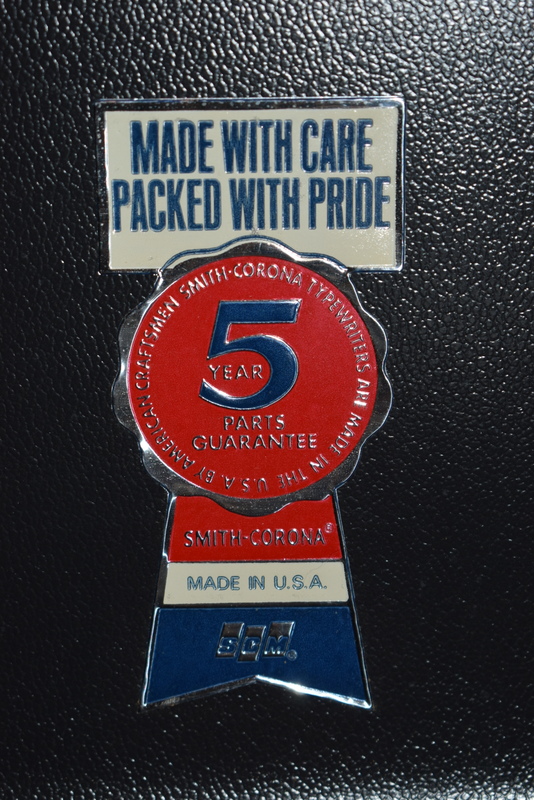 MADE WITH CARE
PACKED WITH PRIDE
SMITH-CORONA TYPEWRITERS ARE MADE IN THE U.S.A. BY AMERICAN CRAFTSMEN
5
YEAR
PARTS
GUARANTEE
SMITH-CORONA®
MADE IN U.S.A.
SCM®